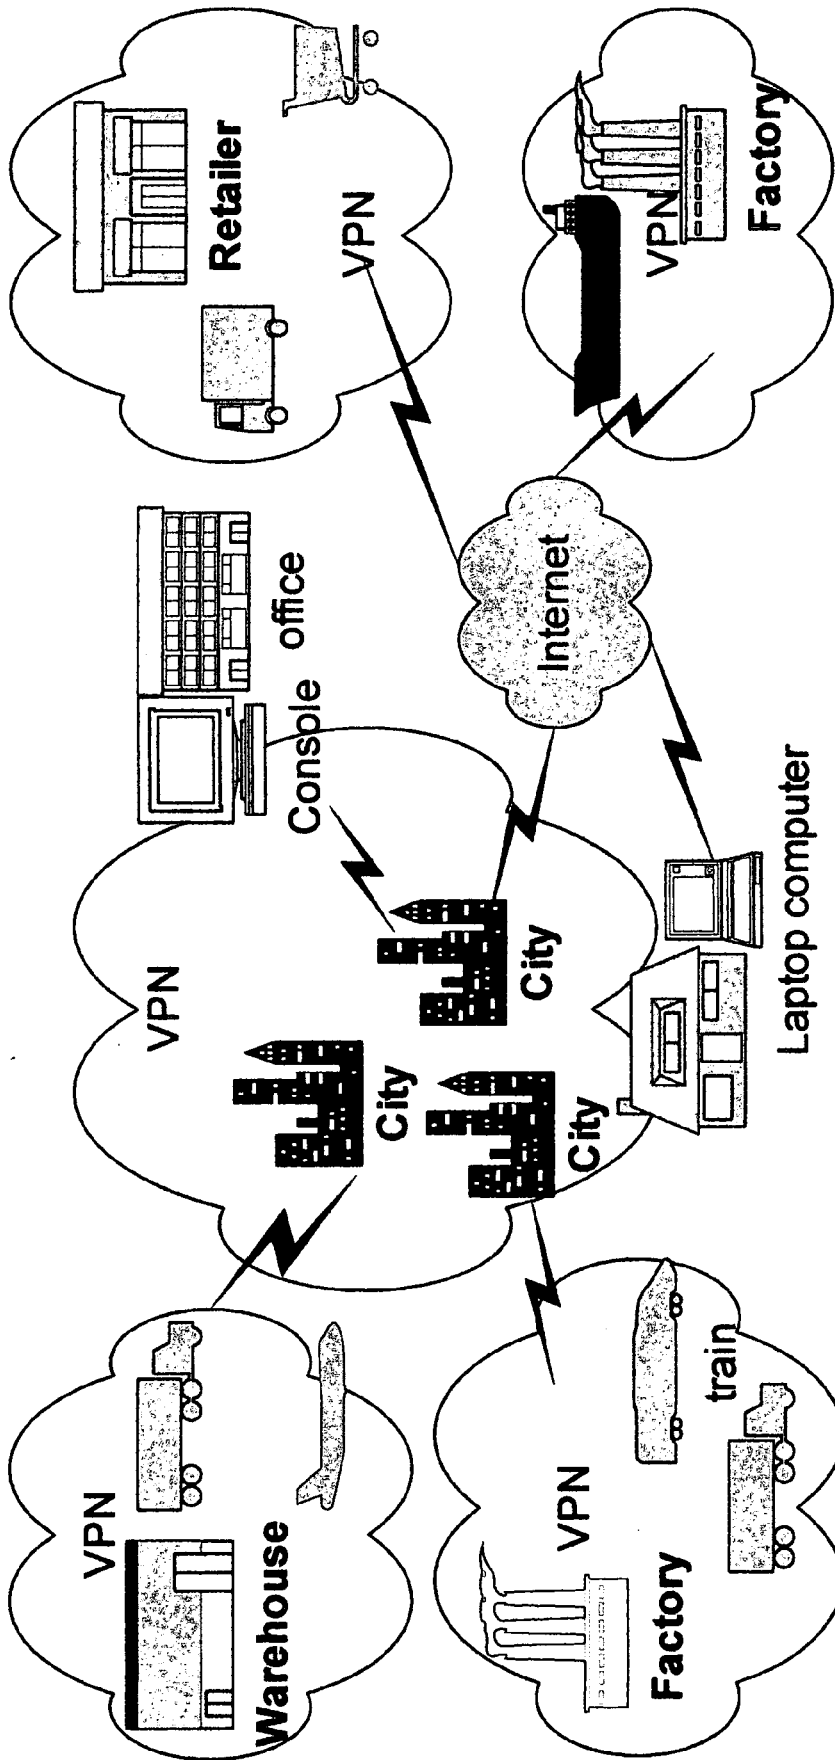 VPN
Warehouse
VPN
Factory
train
VPN
City
City
City
Console
office
Laptop computer
Internet
Retailer
VPN
VPN
Factory